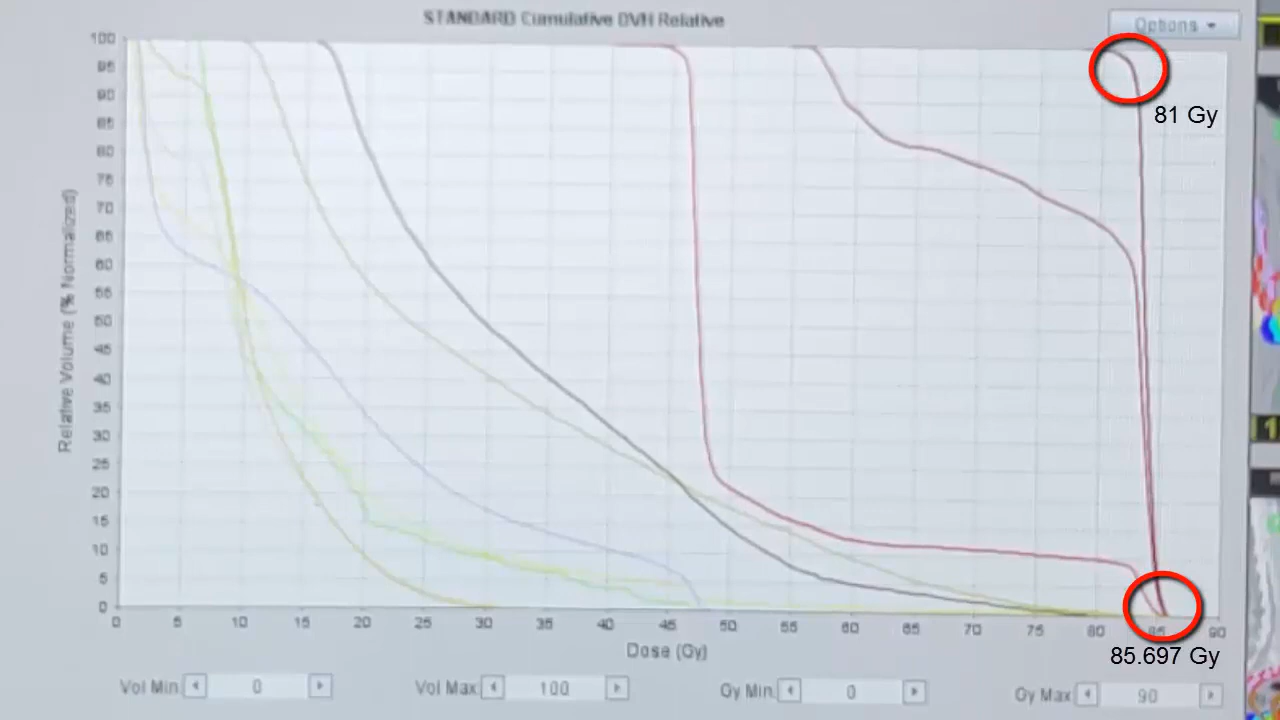 STANDARD Cumulative DVH Relative
Options
100
95
90
85
80
75
70
65
60
55
50
45
40
35
30
25
20
15
10
5
0
Relative Volume (% Normalized)
81 Gy
0 5 10 15 20 25 30 35 40 45 50 55 60 65 70 75 80 85 90
Dose (Gy)
85.697 Gy
Vol Min 0 Vol Max 100 Gy Min 0 Gy Max 90